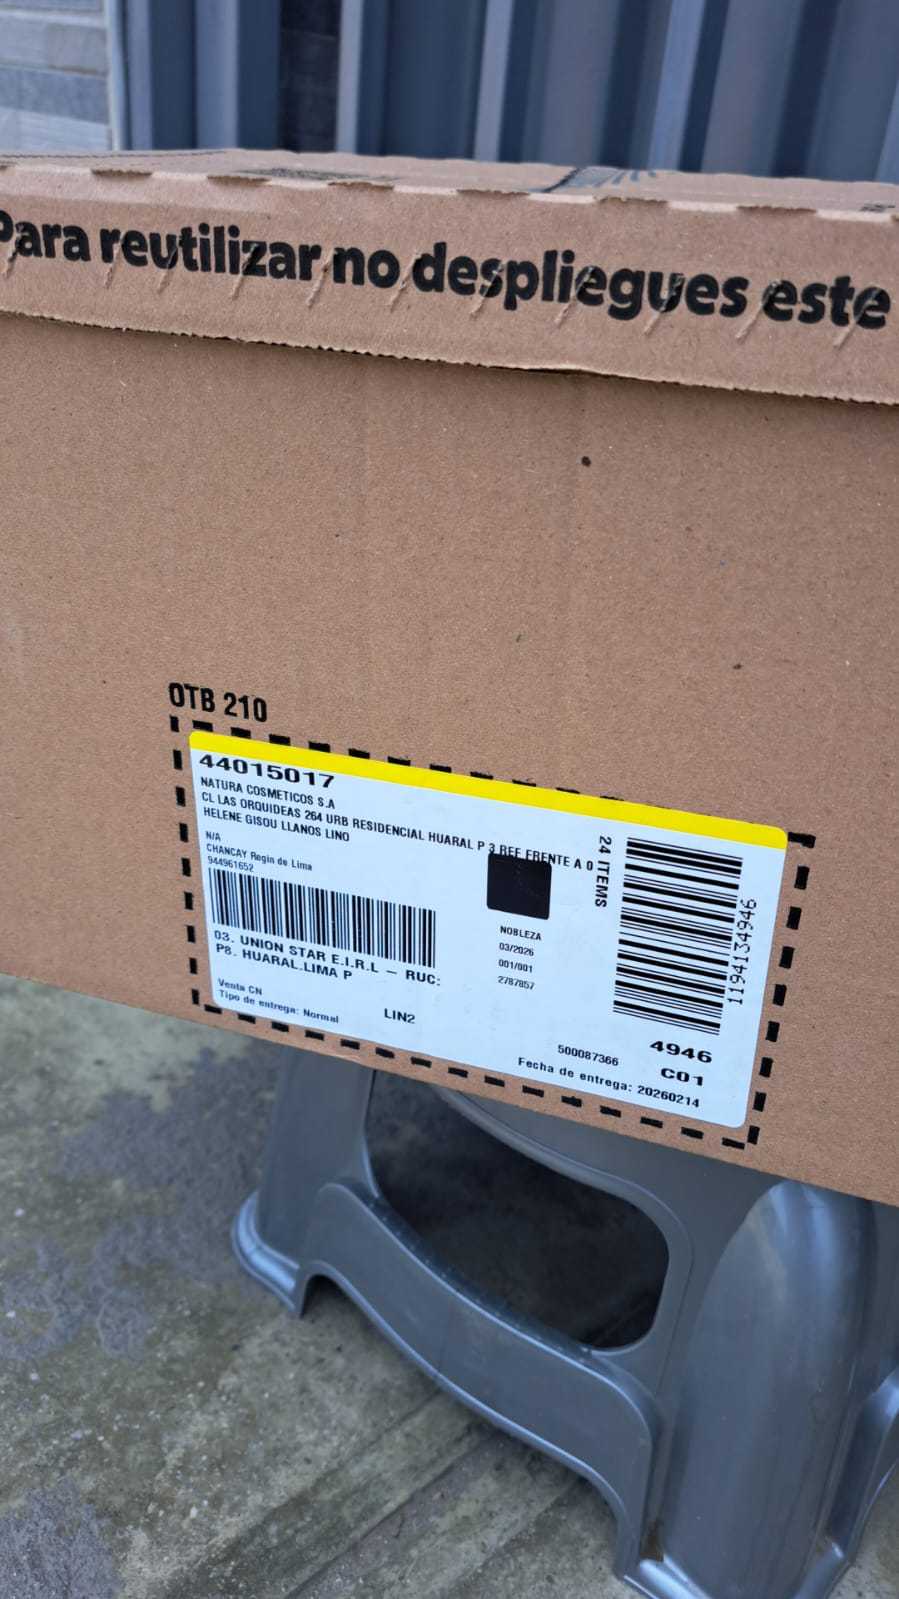 Para reutilizar no despliegues este
OTB 210
44015017
NATURA COSMETICOS S.A
CL LAS ORQUIDEAS 264 URB RESIDENCIAL HUARAL P 3 REF FRENTE A 0
HELENE GISOU LLANOS LINO
N/A
CHANCAY Regin de Lima
944961652
03. UNION STAR E.I.R.L - RUC:
P8. HUARAL.LIMA P
Venta CN
Tipo de entrega: Normal
LIN2
NOBLEZA
03/2026
001/001
2787857
24 ITEMS
1194134946
4946
500087366
C01
Fecha de entrega: 20260214